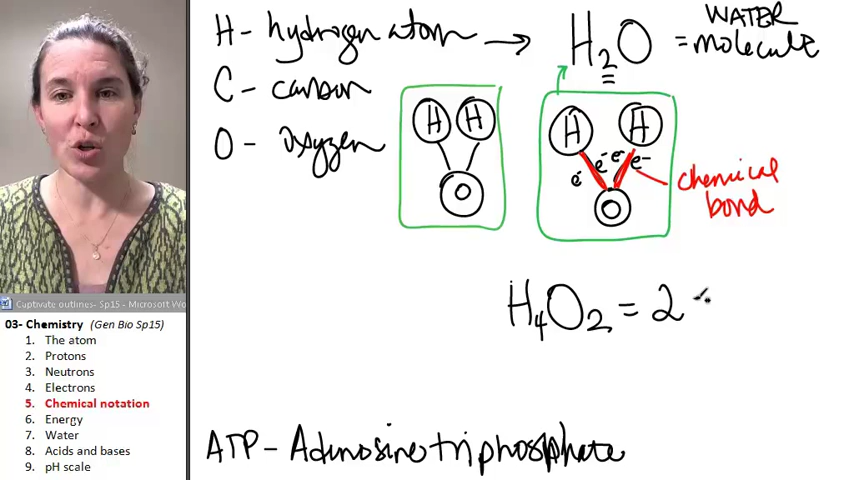 H - hydrogen atom → H₂O = WATER molecule
C - carbon
O - oxygen
H H
O
H H
e⁻ e⁻ e⁻ e⁻
O
chemical
bond
H₄O₂ = 2
ATP - Adenosine triphosphate
Captivate outlines- Sp15 - Microsoft Wo
03- Chemistry (Gen Bio Sp15)
1. The atom
2. Protons
3. Neutrons
4. Electrons
5. Chemical notation
6. Energy
7. Water
8. Acids and bases
9. pH scale